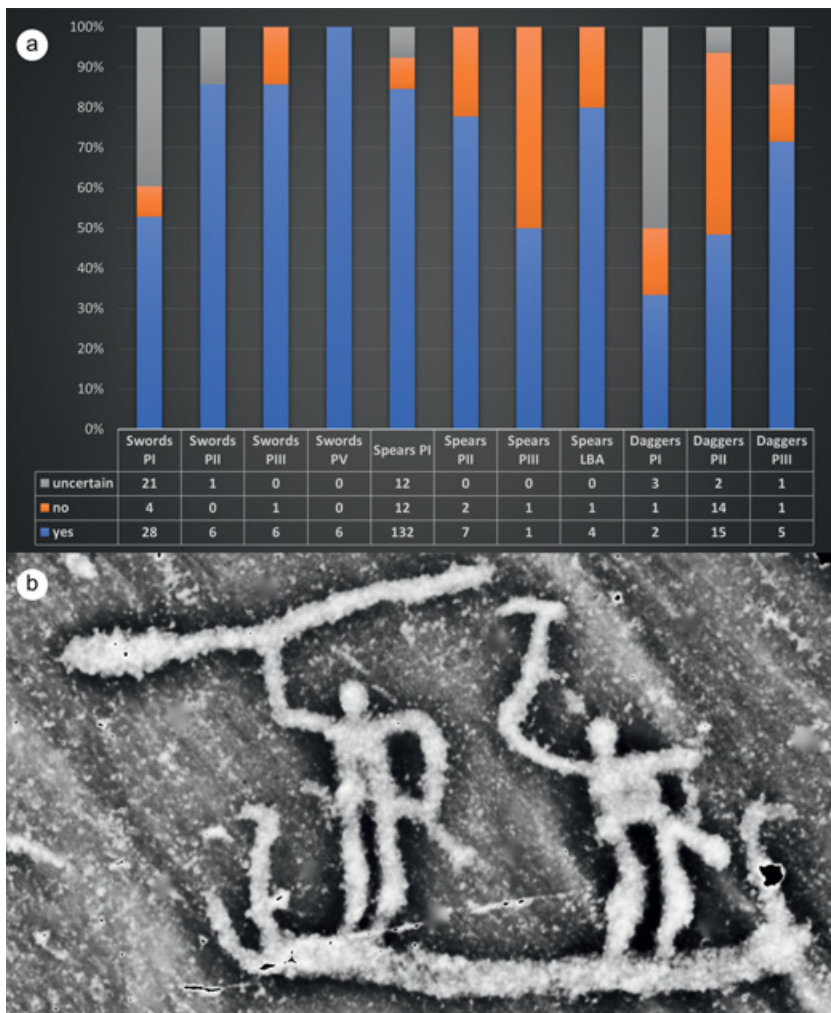 a
100%
90%
80%
70%
60%
50%
40%
30%
20%
10%
0%
Swords PI Swords PII Swords PIII Swords PV Spears PI Spears PII Spears PIII Spears LBA Daggers PI Daggers PII Daggers PIII
uncertain 21 1 0 0 12 0 0 0 3 2 1
no 4 0 1 0 12 2 1 1 1 14 1
yes 28 6 6 6 132 7 1 4 2 15 5
b